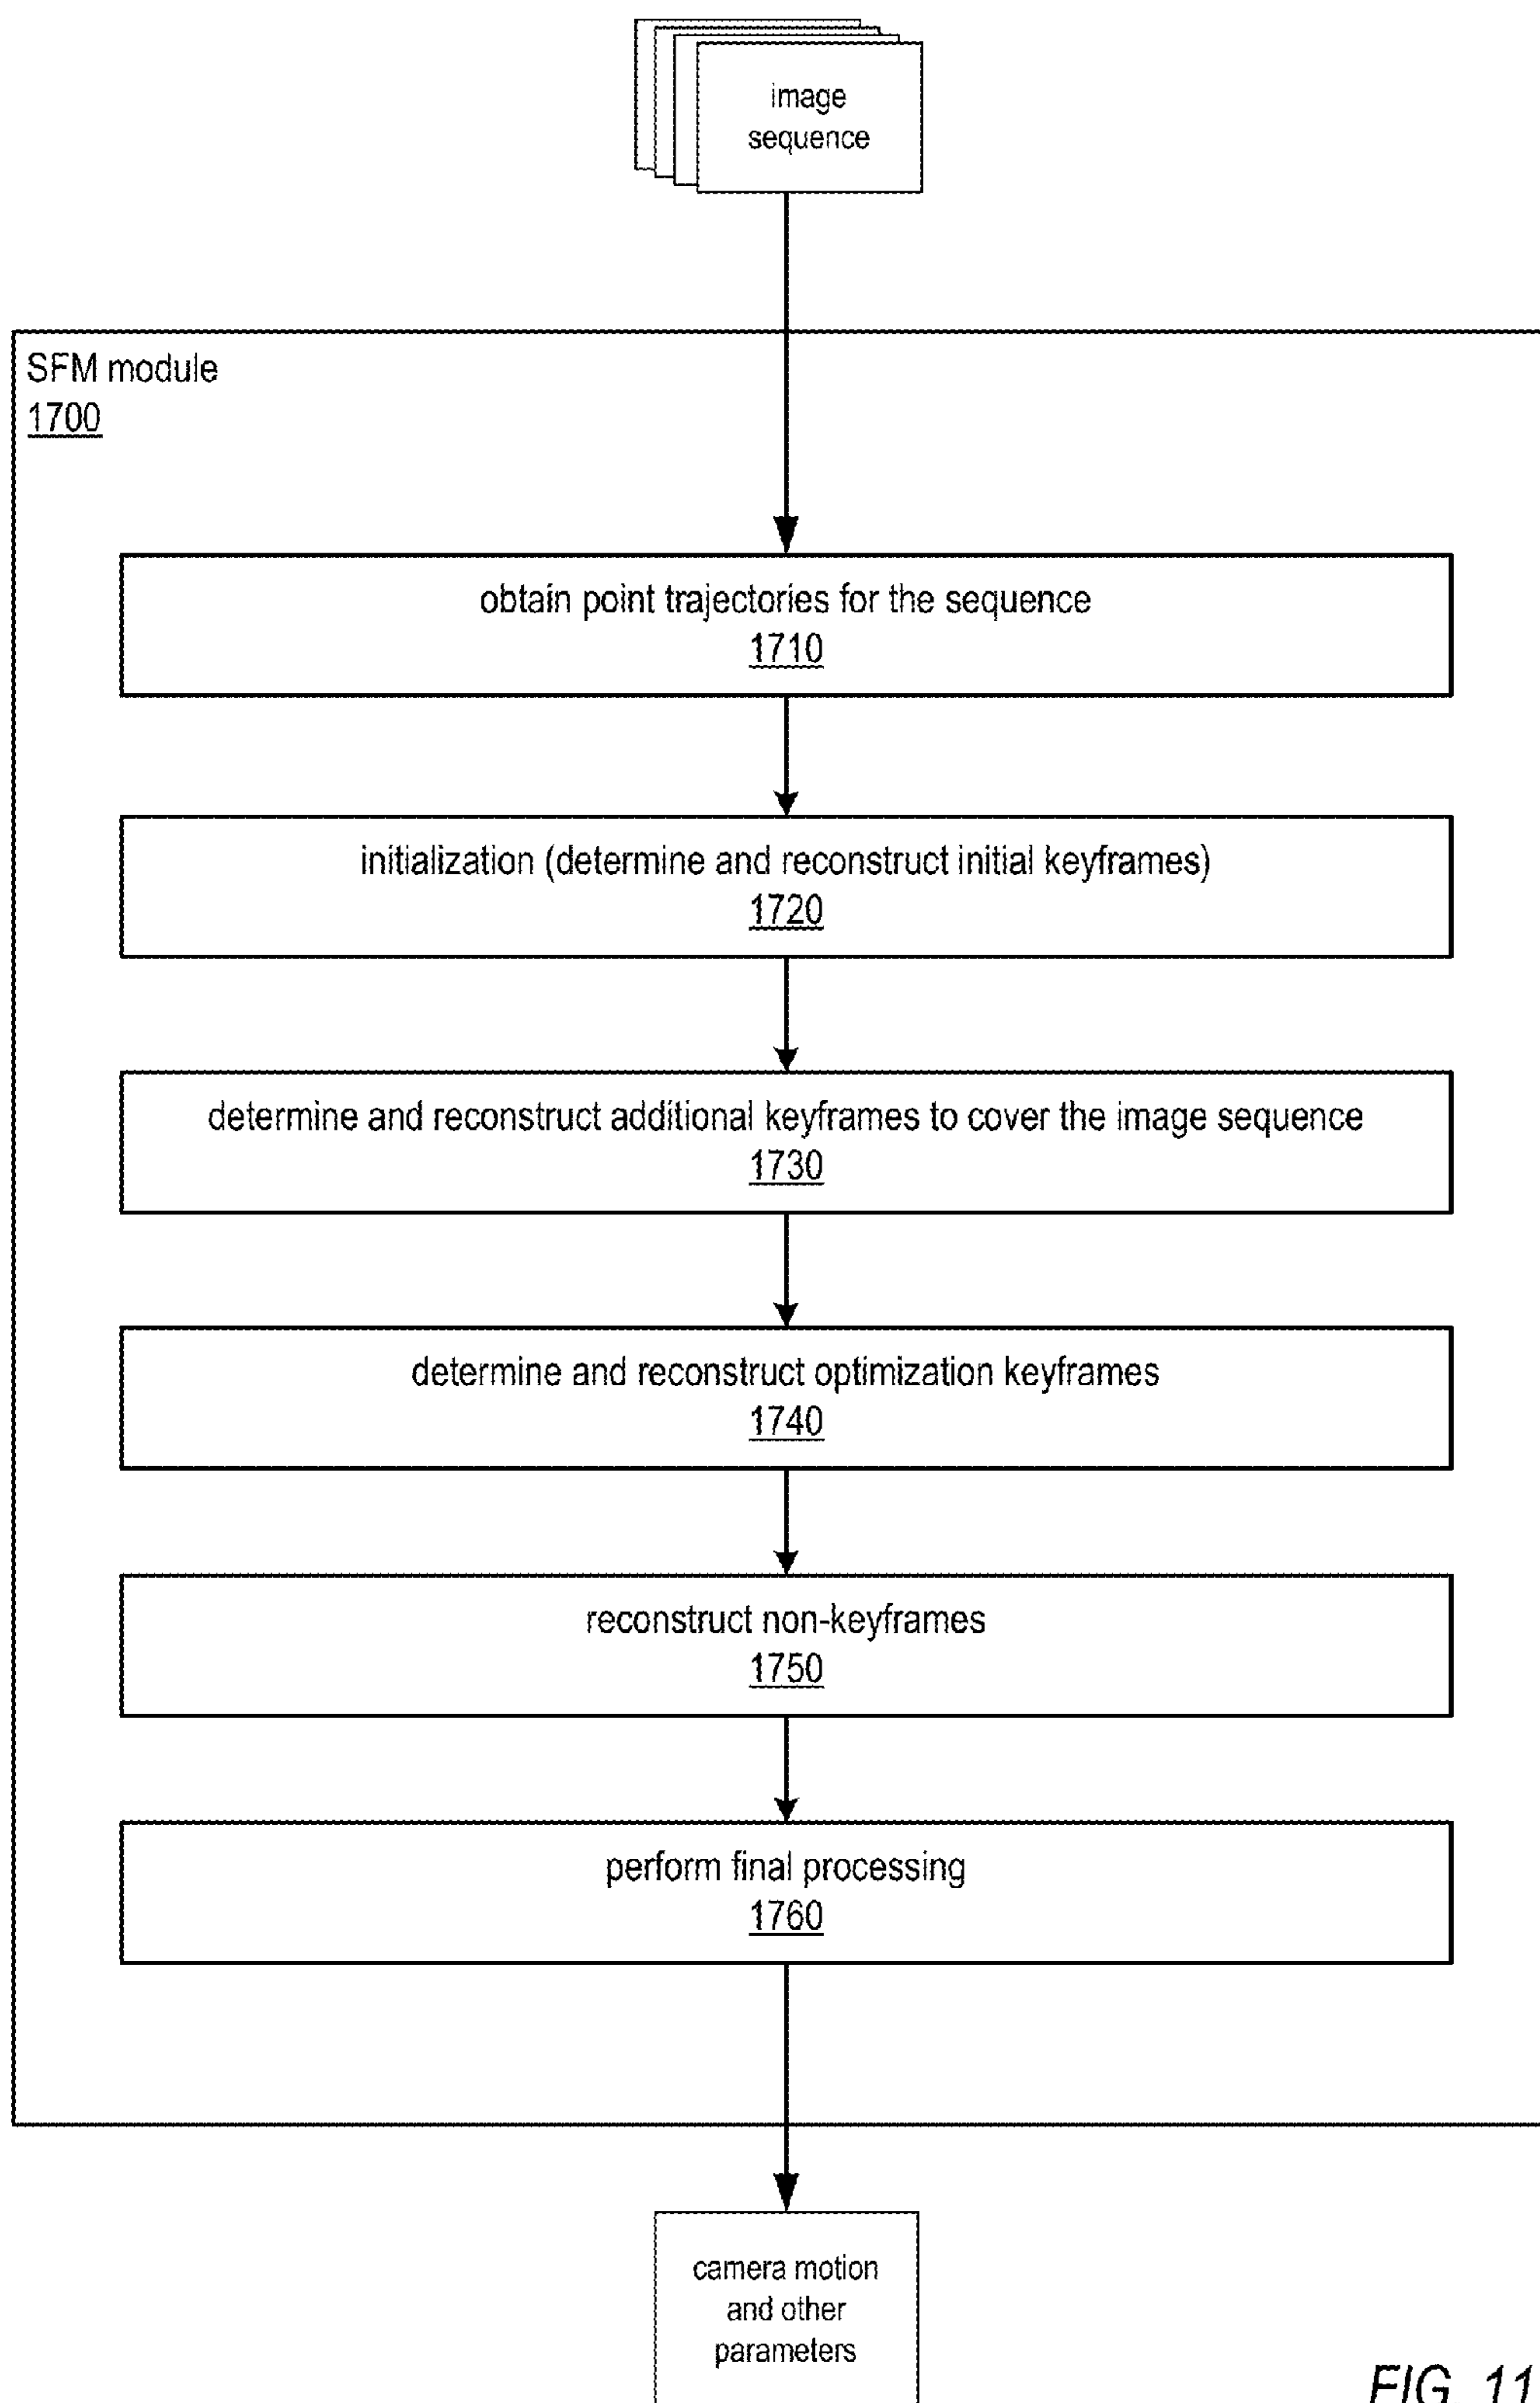 image
sequence
SFM module
1700
obtain point trajectories for the sequence
1710
initialization (determine and reconstruct initial keyframes)
1720
determine and reconstruct additional keyframes to cover the image sequence
1730
determine and reconstruct optimization keyframes
1740
reconstruct non-keyframes
1750
perform final processing
1760
camera motion
and other
parameters
FIG. 11